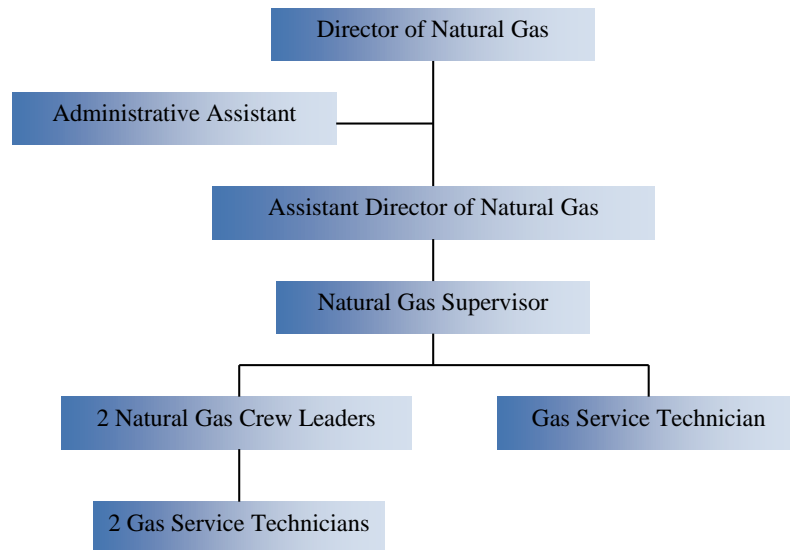 Director of Natural Gas
Administrative Assistant
Assistant Director of Natural Gas
Natural Gas Supervisor
2 Natural Gas Crew Leaders
Gas Service Technician
2 Gas Service Technicians